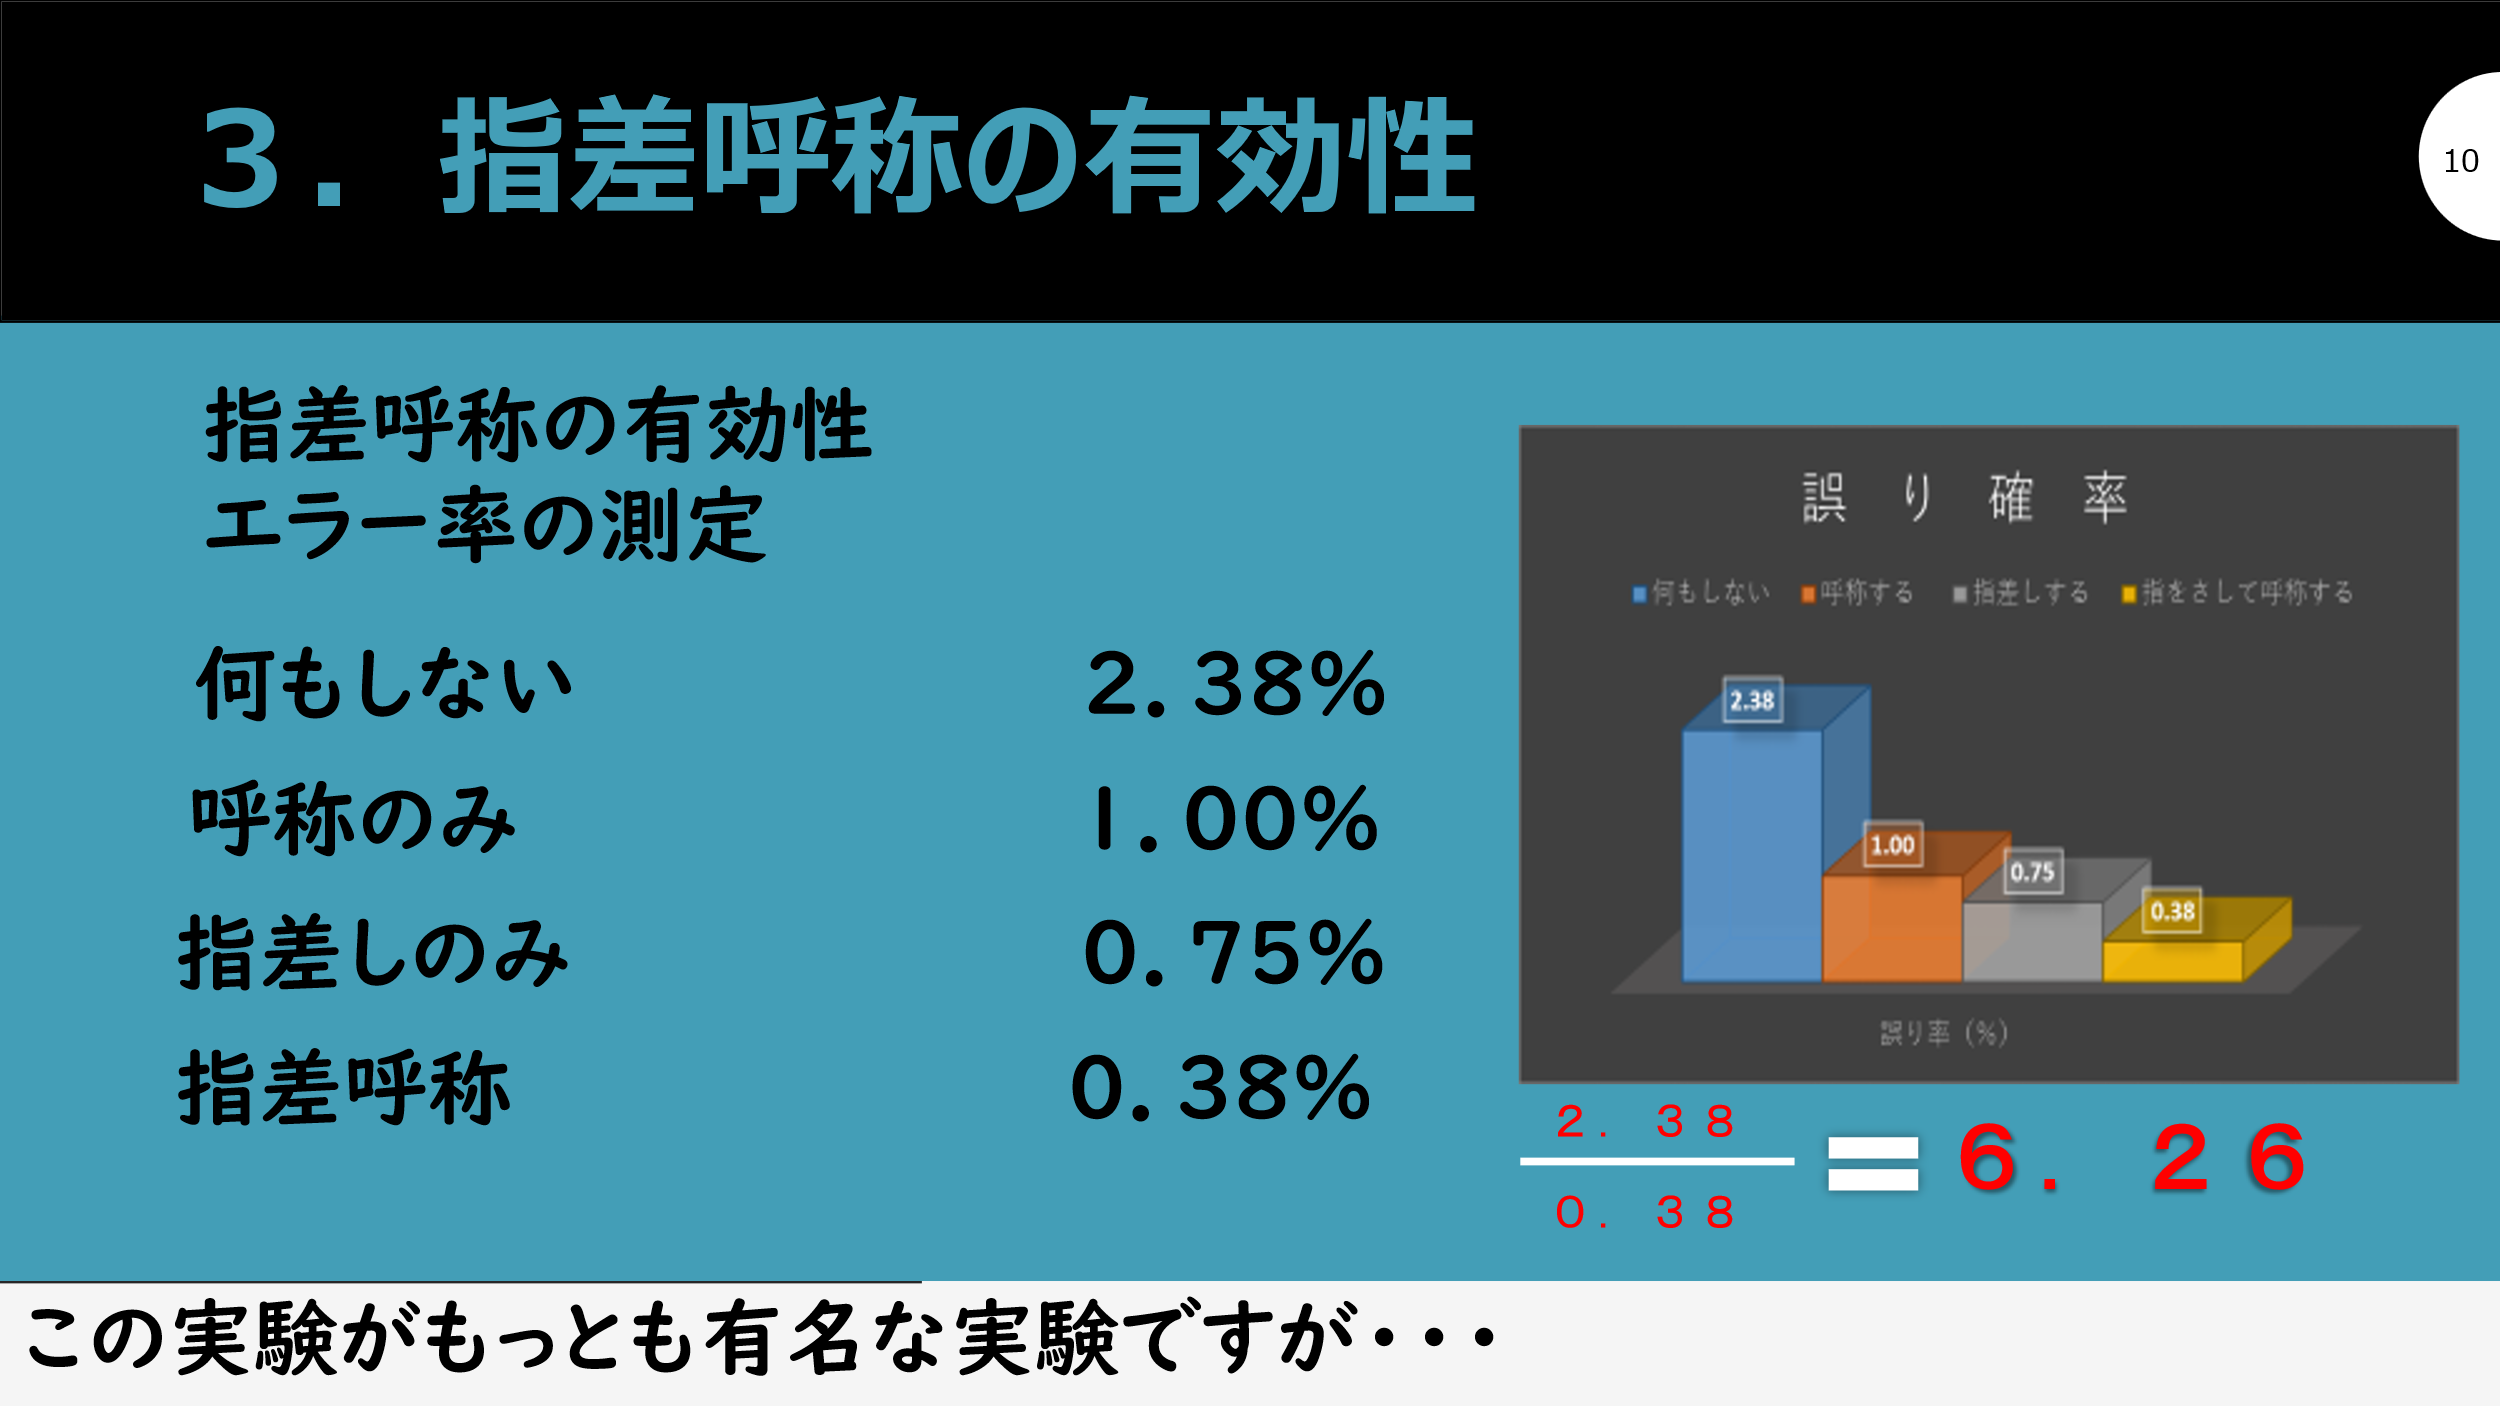 3. 指差呼称の有効性
10
指差呼称の有効性
エラー率の測定
何もしない 2.38%
呼称のみ 1.00%
指差しのみ 0.75%
指差呼称 0.38%
誤り確率
何もしない 呼称する 指差しする 指をさして呼称する
2.38
1.00
0.75
0.38
誤り率 (%)
2.38
0.38
= 6.26
この実験がもっとも有名な実験ですが・・・